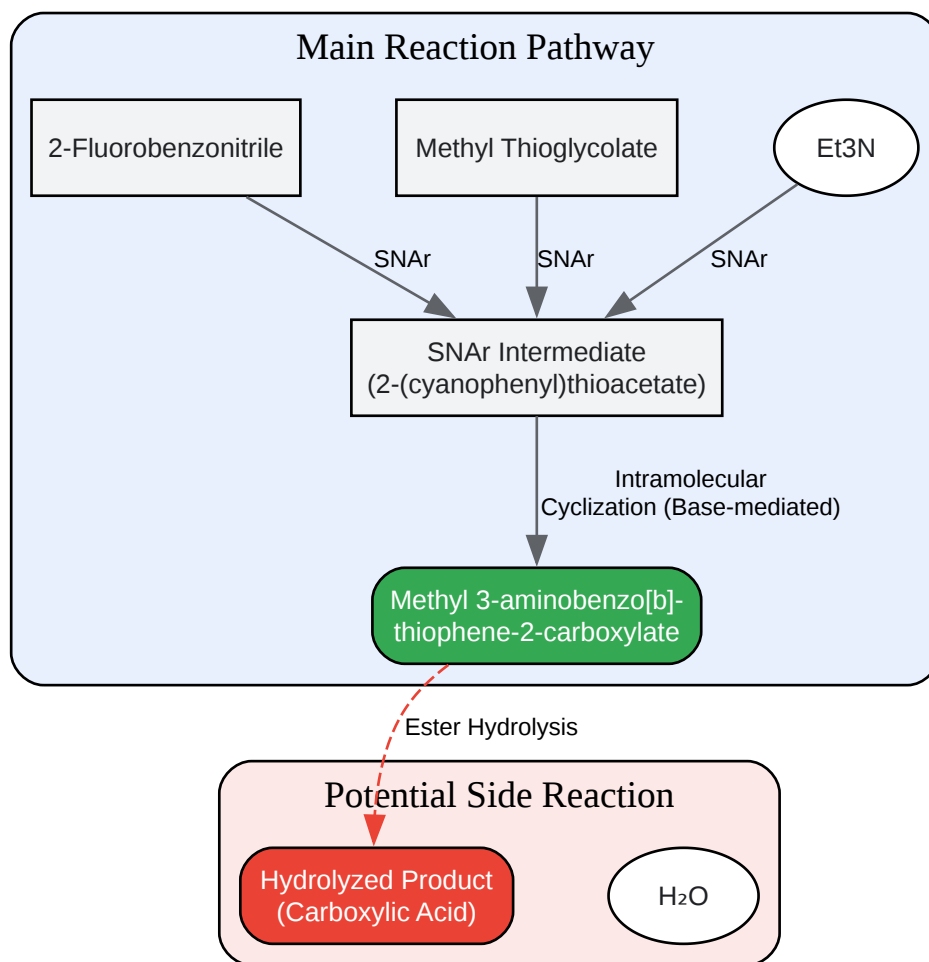 Main Reaction Pathway
2-Fluorobenzonitrile
Methyl Thioglycolate
Et3N
SNAr
SNAr
SNAr
SNAr Intermediate
(2-(cyanophenyl)thioacetate)
Intramolecular
Cyclization (Base-mediated)
Methyl 3-aminobenzo[b]-
thiophene-2-carboxylate
Ester Hydrolysis
Potential Side Reaction
Hydrolyzed Product
(Carboxylic Acid)
H₂O